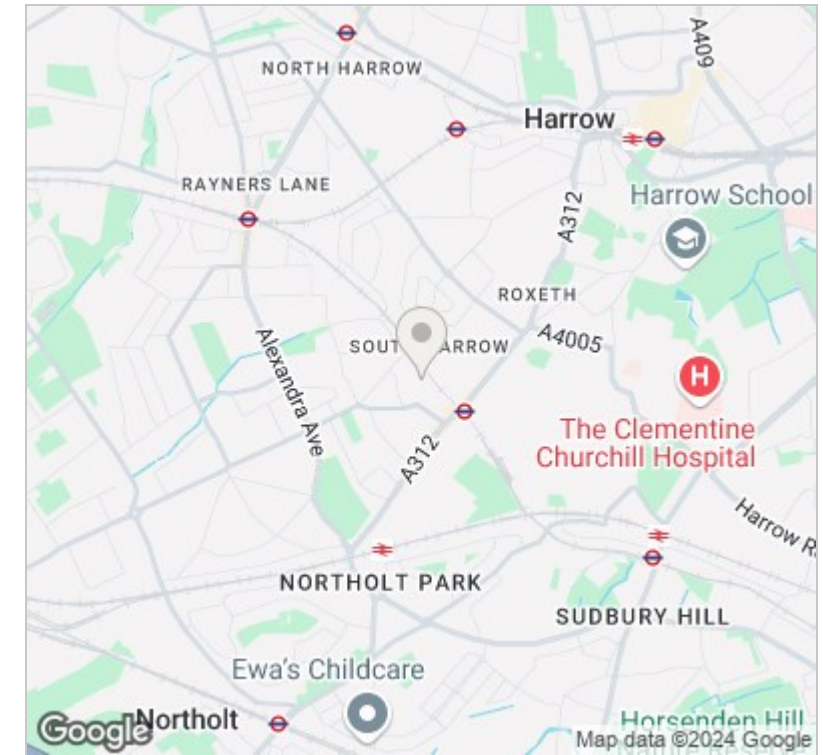 A409
NORTH HARROW
Harrow
RAYNERS LANE
Harrow School
A312
ROXETH
SOUT ARROW
A4005
Alexandra Ave
H
The Clementine
Churchill Hospital
A312
Harrow R
NORTHOLT PARK
SUDBURY HILL
Ewa's Childcare
Northolt
Horsenden Hill
Google
Map data ©2024 Google